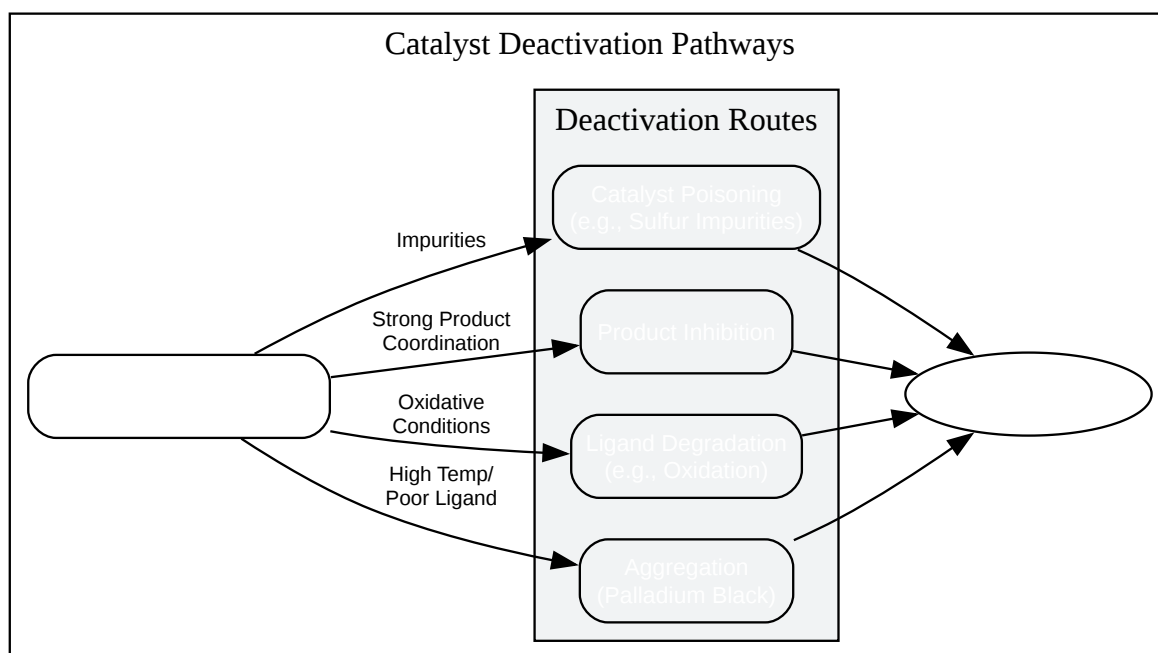 Catalyst Deactivation Pathways
Deactivation Routes
Catalyst Poisoning
(e.g., Sulfur Impurities)
Impurities
Strong Product
Coordination
Product Inhibition
Oxidative
Conditions
Ligand Degradation
(e.g., Oxidation)
High Temp/
Poor Ligand
Aggregation
(Palladium Black)